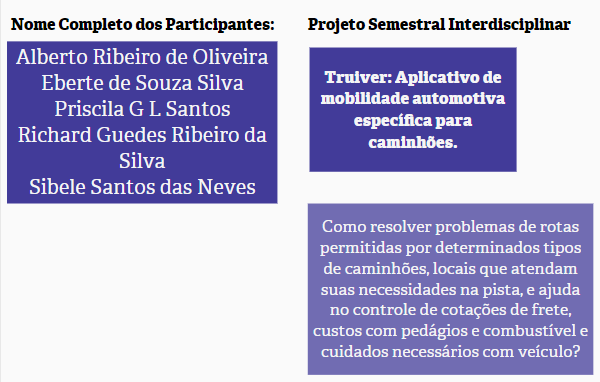 Nome Completo dos Participantes:
Alberto Ribeiro de Oliveira
Eberte de Souza Silva
Priscila G L Santos
Richard Guedes Ribeiro da
Silva
Sibele Santos das Neves
Projeto Semestral Interdisciplinar
Truiver: Aplicativo de
mobilidade automotiva
específica para
caminhões.
Como resolver problemas de rotas
permitidas por determinados tipos
de caminhões, locais que atendam
suas necessidades na pista, e ajuda
no controle de cotações de frete,
custos com pedágios e combustível e
cuidados necessários com veículo?